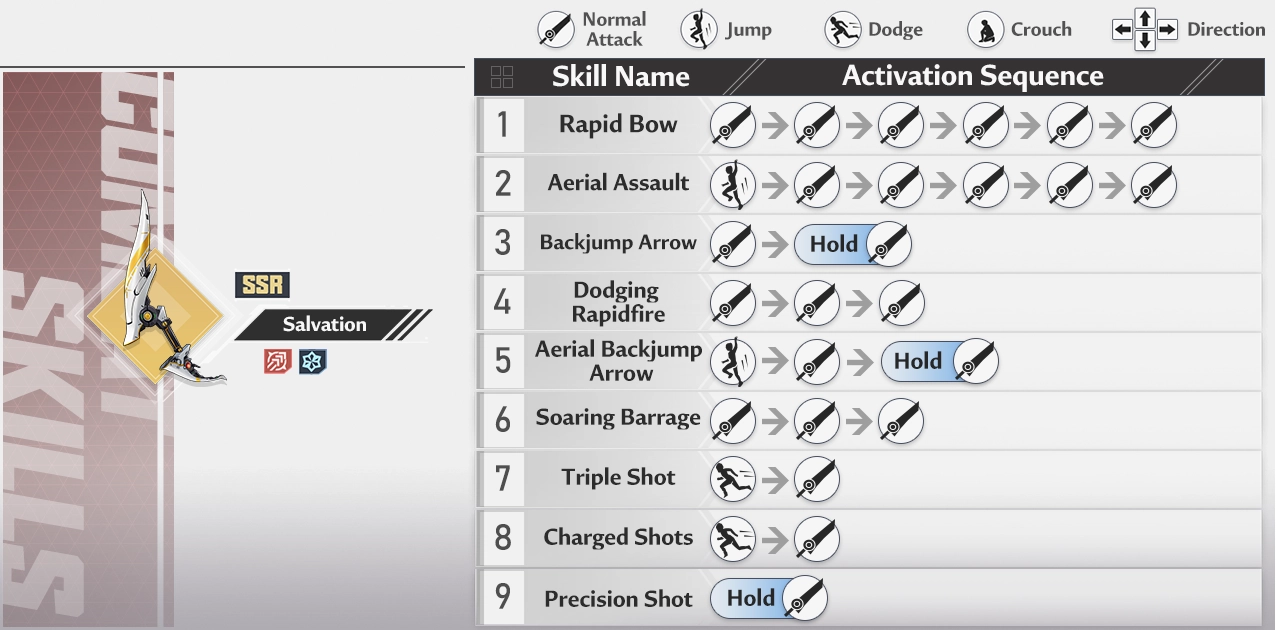 Normal
Attack
Jump
Dodge
Crouch
Direction
Skill Name
Activation Sequence
COMBAT
SKILLS
SSR
Salvation
1 Rapid Bow
2 Aerial Assault
3 Backjump Arrow Hold
4 Dodging
Rapidfire
5 Aerial Backjump
Arrow Hold
6 Soaring Barrage
7 Triple Shot
8 Charged Shots
9 Precision Shot Hold